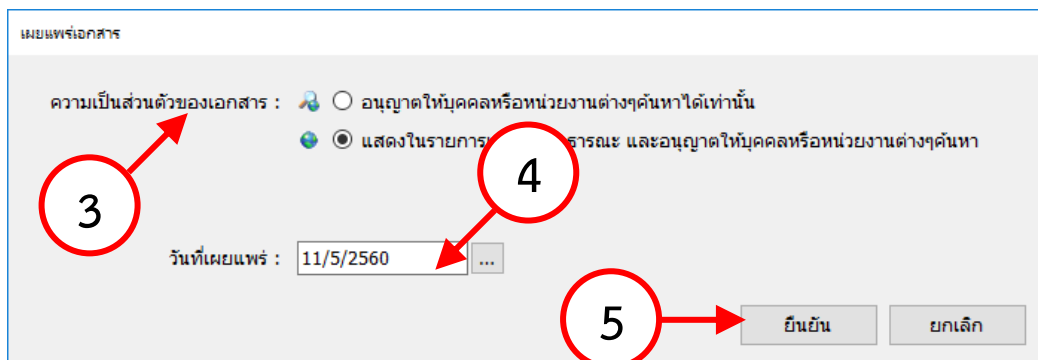 เผยแพร่เอกสาร
ความเป็นส่วนตัวของเอกสาร : อนุญาตให้บุคคลหรือหน่วยงานต่างๆค้นหาได้เท่านั้น
แสดงในรายการ และอนุญาตให้บุคคลหรือหน่วยงานต่างๆค้นหา
3
4
วันที่เผยแพร่ : 11/5/2560 ...
5 ยืนยัน ยกเลิก